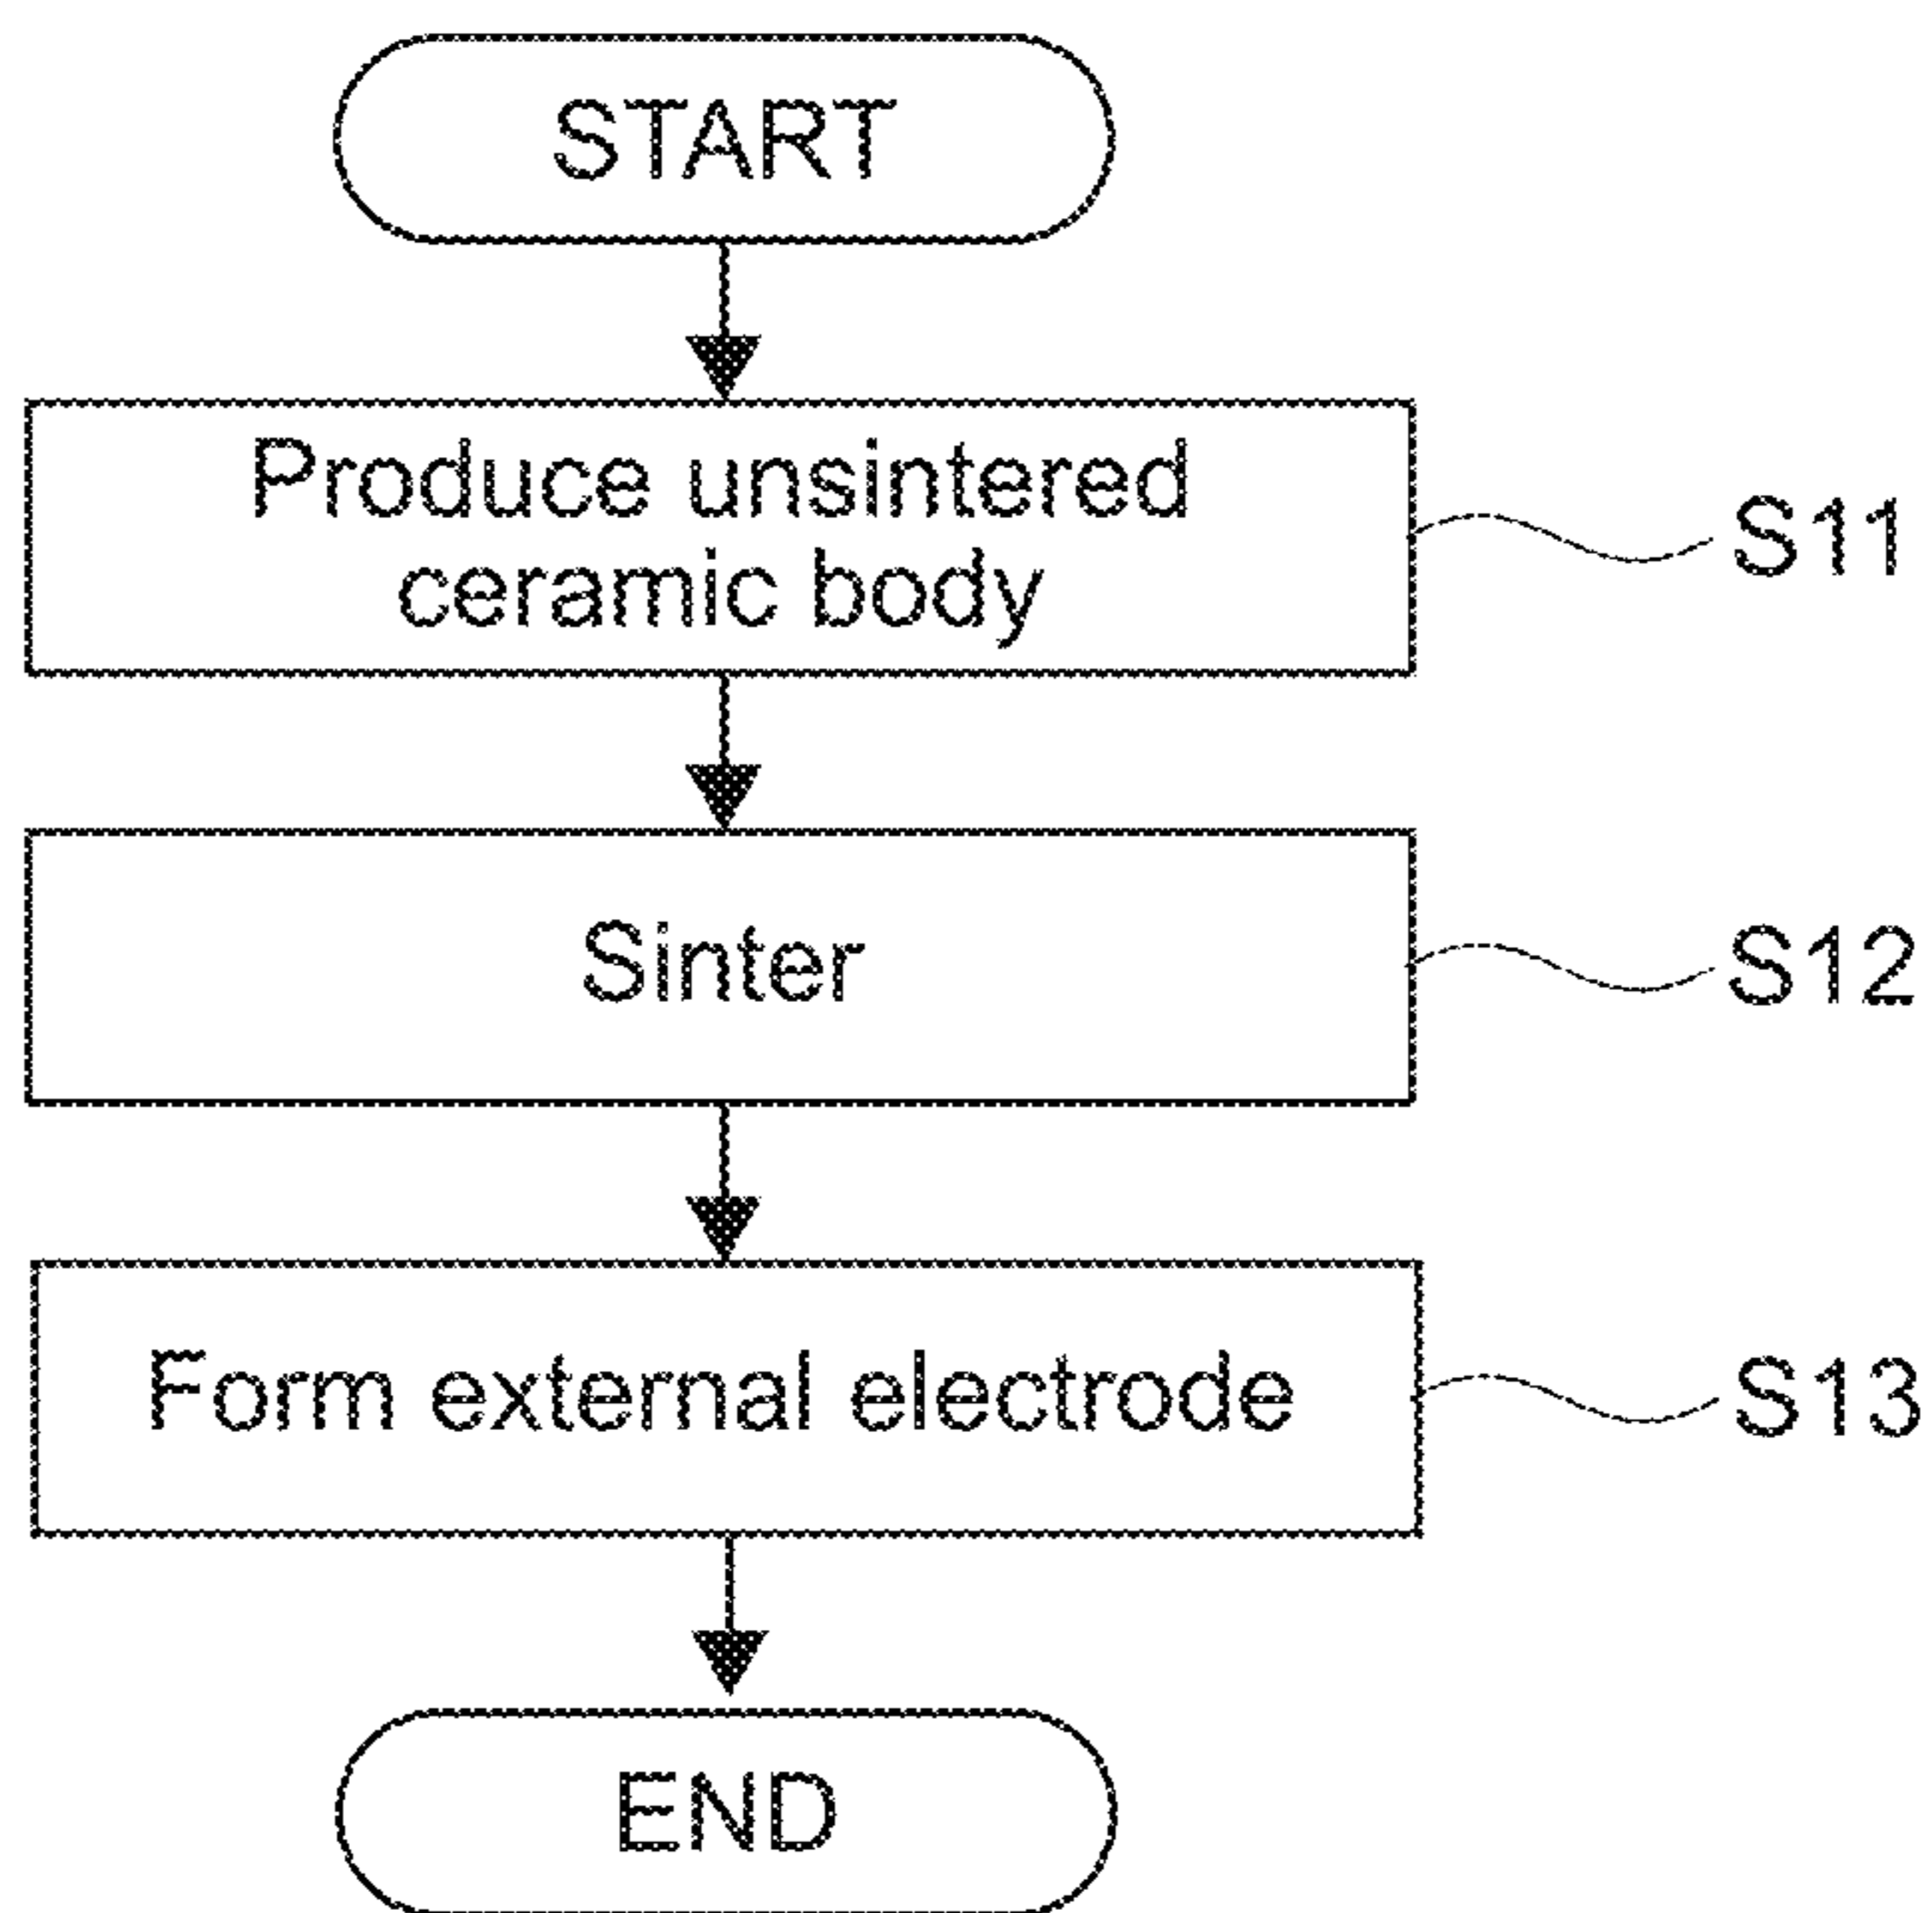 START
Produce unsintered
ceramic body
S11
Sinter
S12
Form external electrode
S13
END